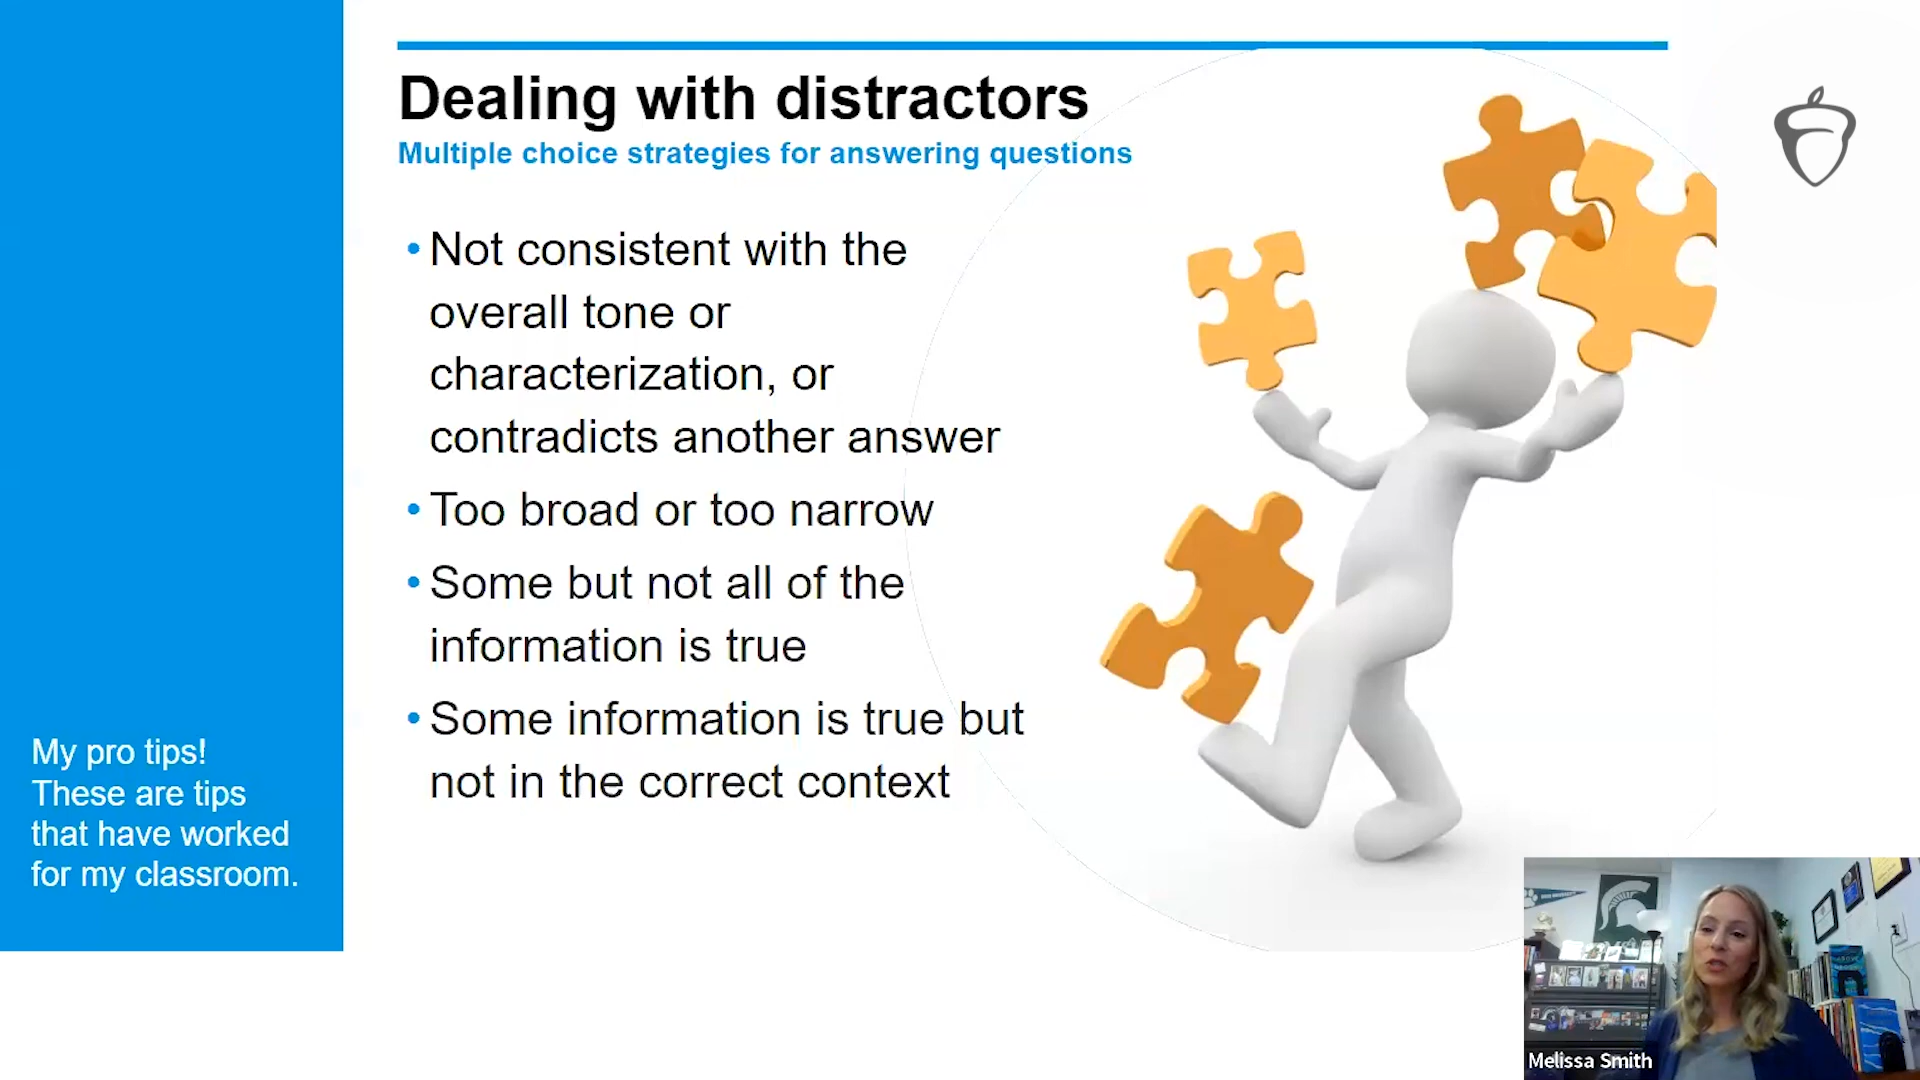 Dealing with distractors
Multiple choice strategies for answering questions
• Not consistent with the
overall tone or
characterization, or
contradicts another answer
• Too broad or too narrow
• Some but not all of the
information is true
• Some information is true but
not in the correct context
My pro tips!
These are tips
that have worked
for my classroom.
Melissa Smith